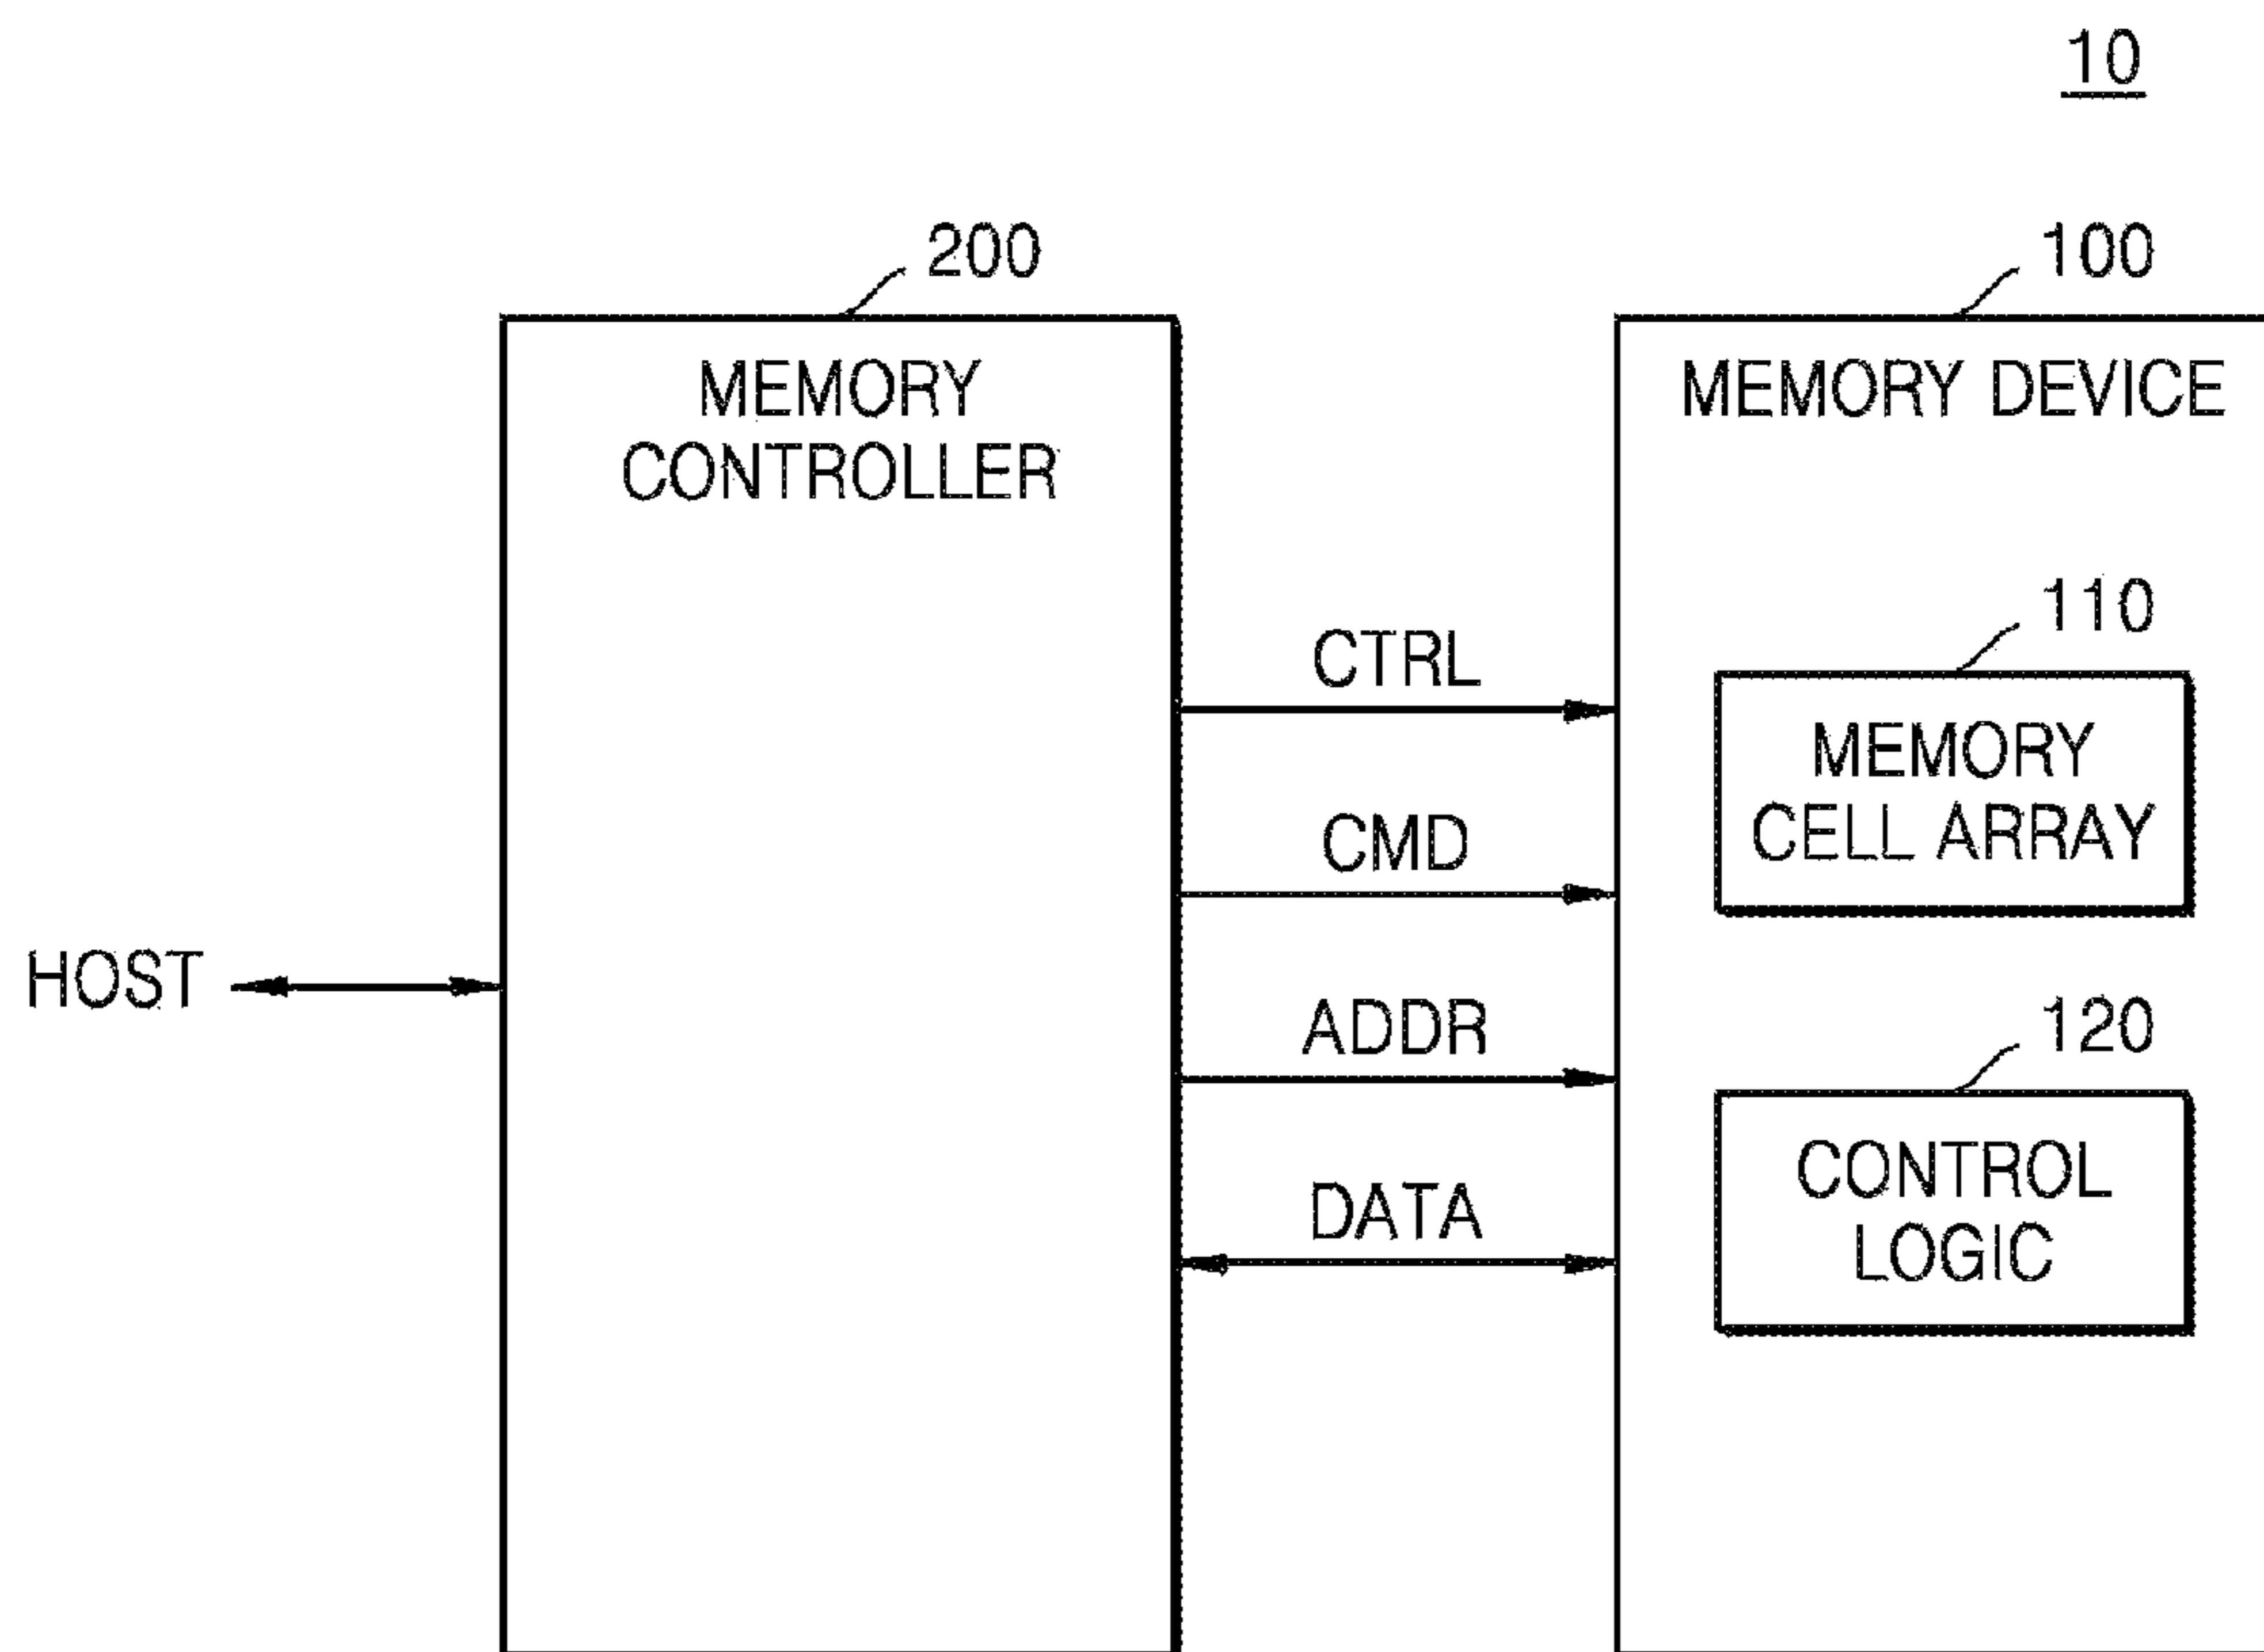 10
200
100
MEMORY
CONTROLLER
MEMORY DEVICE
110
CTRL
MEMORY
CELL ARRAY
CMD
HOST
ADDR
120
CONTROL
LOGIC
DATA